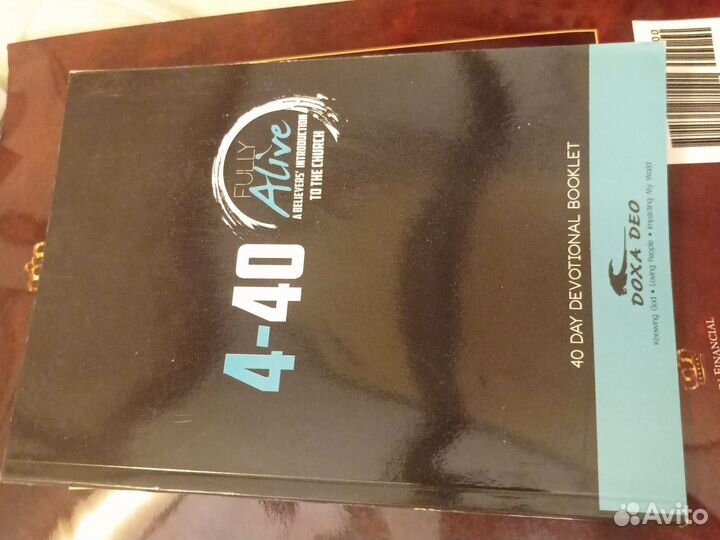 4-40
FULLY
Alive
A BELIEVERS' INTRODUCTION
TO THE CHURCH
40 DAY DEVOTIONAL BOOKLET
DOXA DEO
Knowing God • Loving People • Impacting My World
FINANCIAL
00
Avito